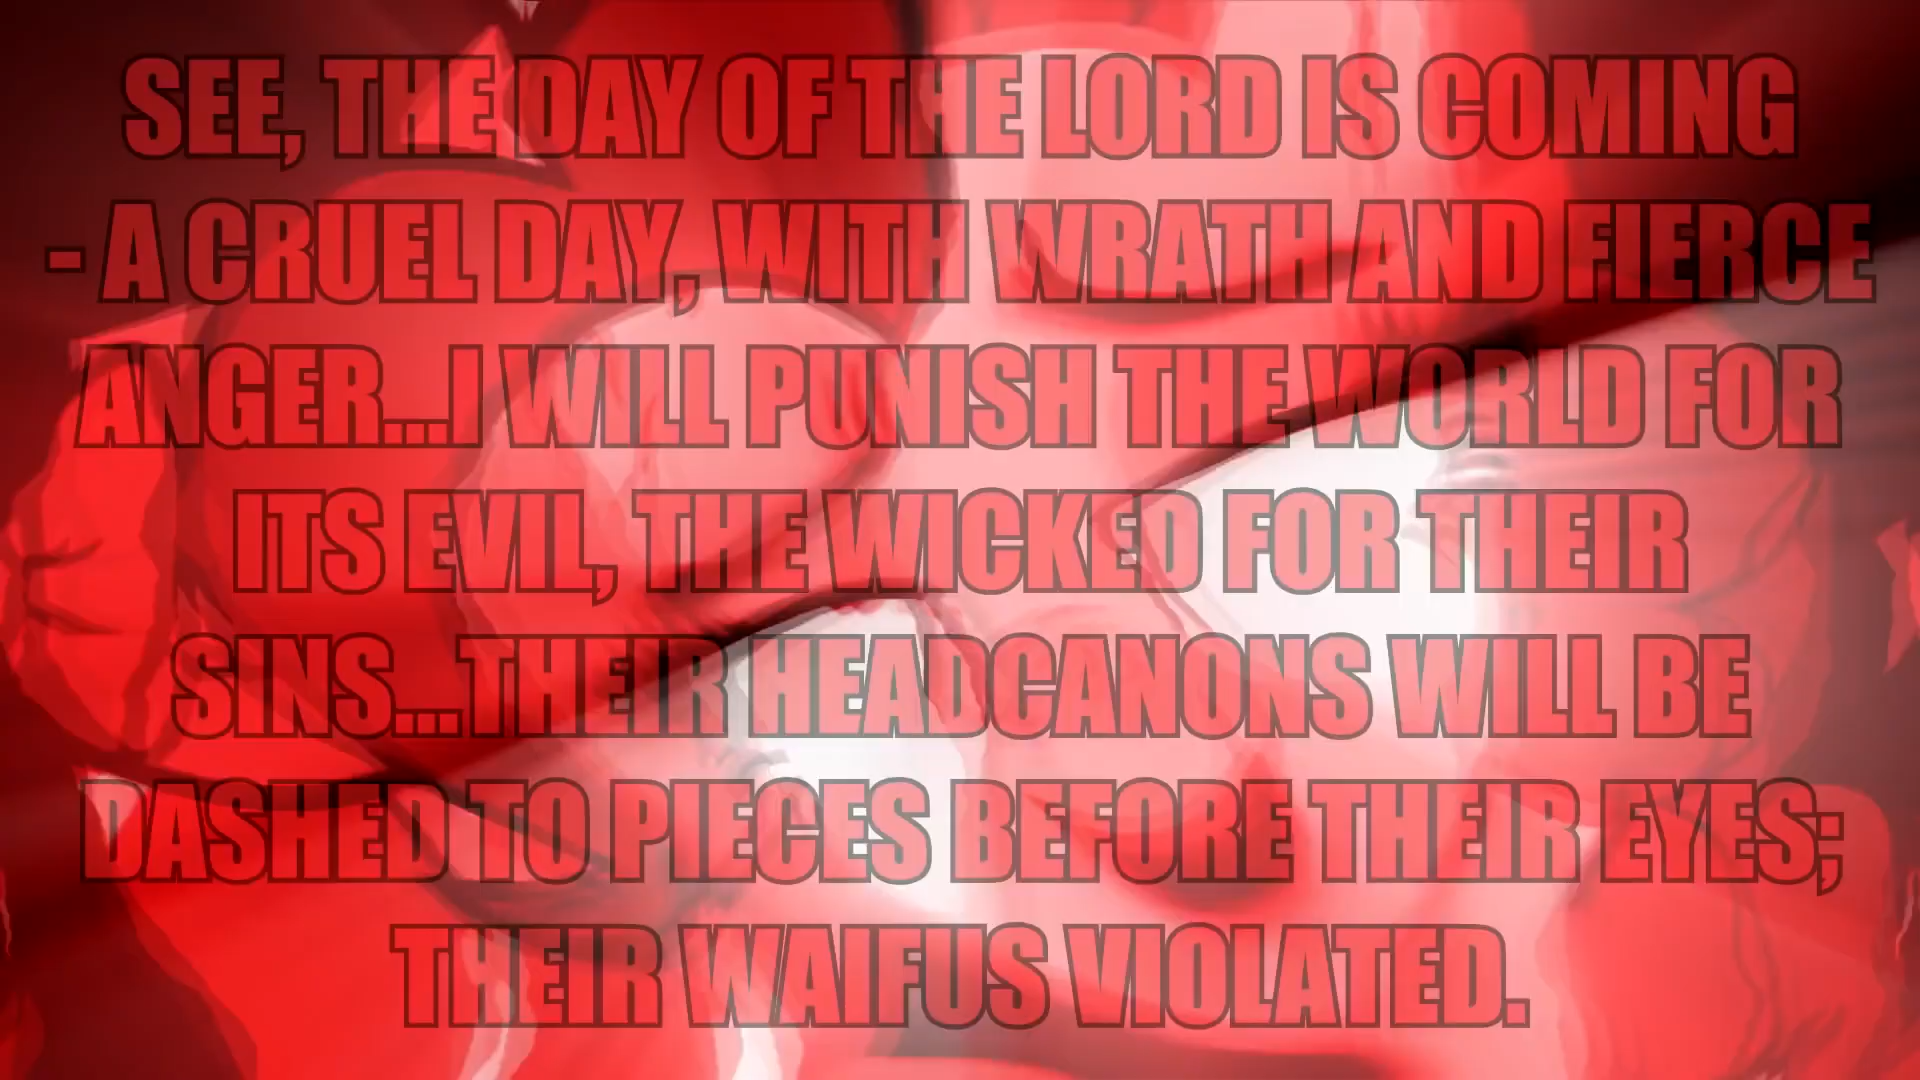 SEE, THE DAY OF THE LORD IS COMING
- A CRUEL DAY, WITH WRATH AND FIERCE
ANGER...I WILL PUNISH THE WORLD FOR
ITS EVIL, THE WICKED FOR THEIR
SINS...THEIR HEADCANONS WILL BE
DASHED TO PIECES BEFORE THEIR EYES;
THEIR WAIFUS VIOLATED.